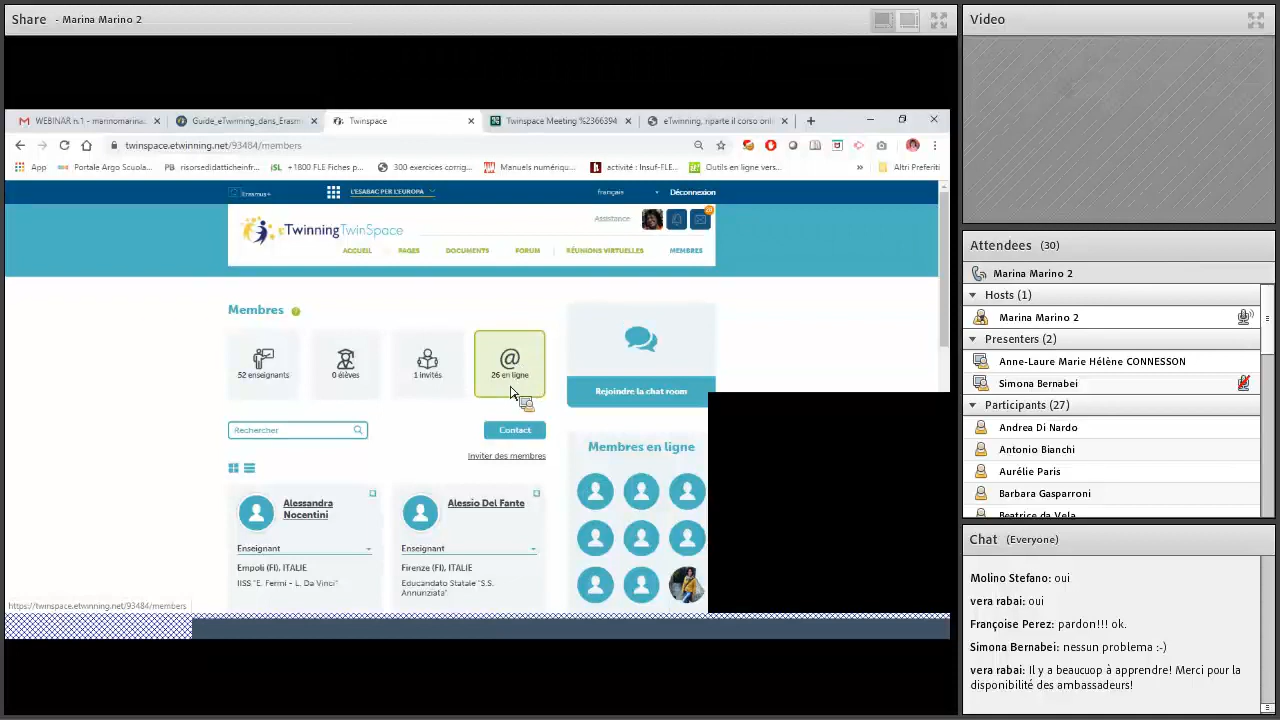 Share - Marina Marino 2
WEBINAR n.1 - marinomarina:
Guide_eTwinning_dans_Erasm
Twinspace
Twinspace Meeting %2366394
eTwinning, riparte il corso onl
twinspace.etwinning.net/93484/members
App
Portale Argo Scuola...
risorsedidatticheinfr...
+1800 FLE Fiches p...
300 exercices corrig...
Manuels numériqu...
activité : Insuf-FLE...
Outils en ligne vers...
Altri Preferiti
Erasmus+
L'ESABAC PER L'EUROPA
français
Déconnexion
eTwinning TwinSpace
Assistance
ACCUEIL
PAGES
DOCUMENTS
FORUM
RÉUNIONS VIRTUELLES
MEMBRES
Membres ?
52 enseignants
0 élèves
1 invités
@
26 en ligne
Rejoindre la chat room
Rechercher
Contact
Inviter des membres
Membres en ligne
Alessandra
Nocentini
Enseignant
Empoli (FI), ITALIE
IISS "E. Fermi - L. Da Vinci"
Alessio Del Fante
Enseignant
Firenze (FI), ITALIE
Educandato Statale "S.S.
Annunziata"
https://twinspace.etwinning.net/93484/members
Video
Attendees (30)
Marina Marino 2
Hosts (1)
Marina Marino 2
Presenters (2)
Anne-Laure Marie Hélène CONNESSON
Simona Bernabei
Participants (27)
Andrea Di Nardo
Antonio Bianchi
Aurélie Paris
Barbara Gasparroni
Beatrice da Vela
Chat (Everyone)
Molino Stefano: oui
vera rabai: oui
Françoise Perez: pardon!!! ok.
Simona Bernabei: nessun problema :-)
vera rabai: Il y a beaucuop à apprendre! Merci pour la
disponibilité des ambassadeurs!